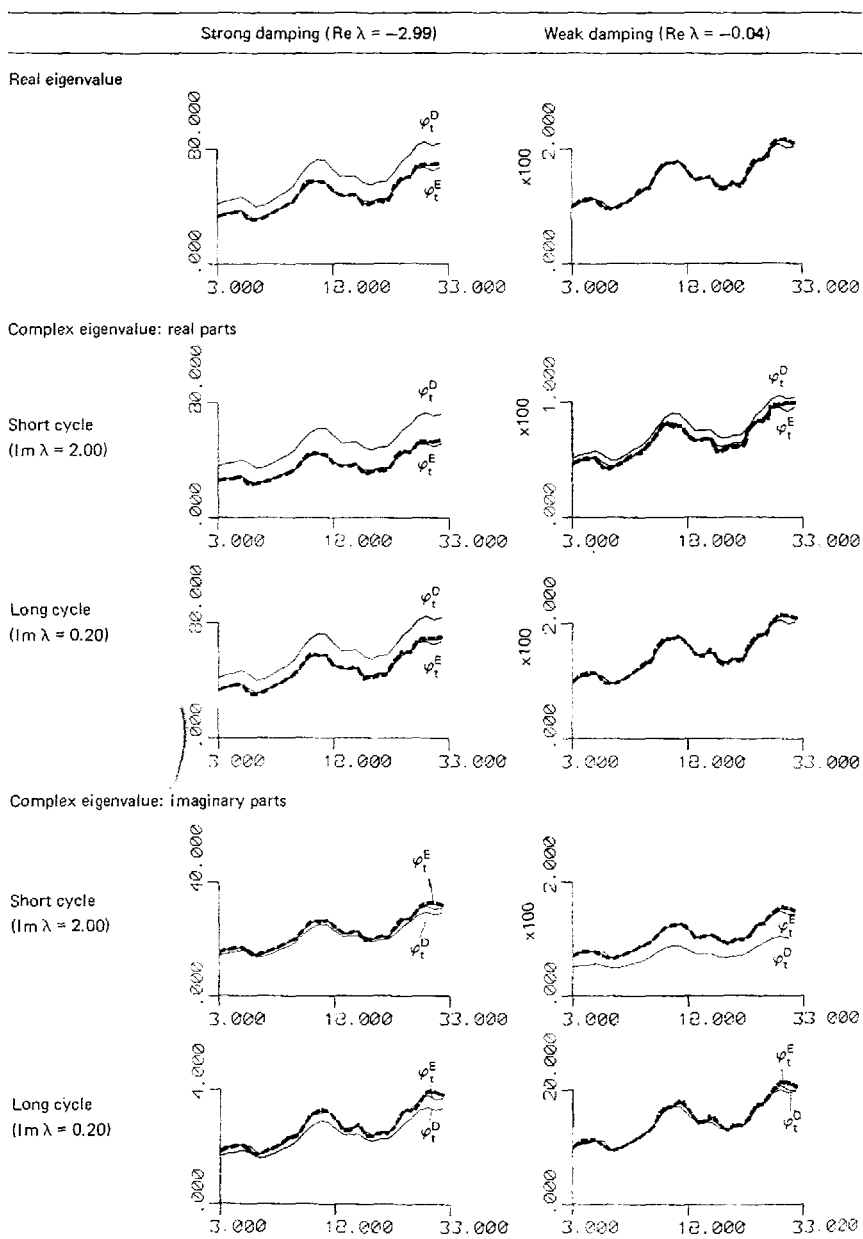 Strong damping (Re λ = −2.99) Weak damping (Re λ = −0.04)
Real eigenvalue
80.000
.000
3.000 18.000 33.000
φ_t^D
φ_t^E
x100
2.000
.000
3.000 18.000 33.000
Complex eigenvalue: real parts
Short cycle
(Im λ = 2.00)
80.000
.000
3.000 18.000 33.000
φ_t^D
φ_t^E
x100
1.000
.000
3.000 18.000 33.000
φ_t^D
φ_t^E
Long cycle
(Im λ = 0.20)
80.000
.000
3.000 18.000 33.000
φ_t^D
φ_t^E
x100
2.000
.000
3.000 18.000 33.000
Complex eigenvalue: imaginary parts
Short cycle
(Im λ = 2.00)
40.000
.000
3.000 18.000 33.000
φ_t^E
φ_t^D
x100
2.000
.000
3.000 18.000 33.000
φ_t^E
φ_t^D
Long cycle
(Im λ = 0.20)
4.000
.000
3.000 18.000 33.000
φ_t^E
φ_t^D
20.000
.000
3.000 18.000 33.000
φ_t^E
φ_t^D